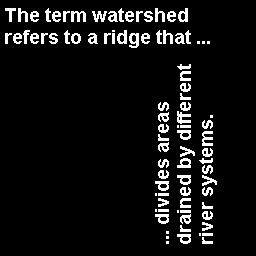 The term watershed
refers to a ridge that ...
... divides areas
drained by different
river systems.